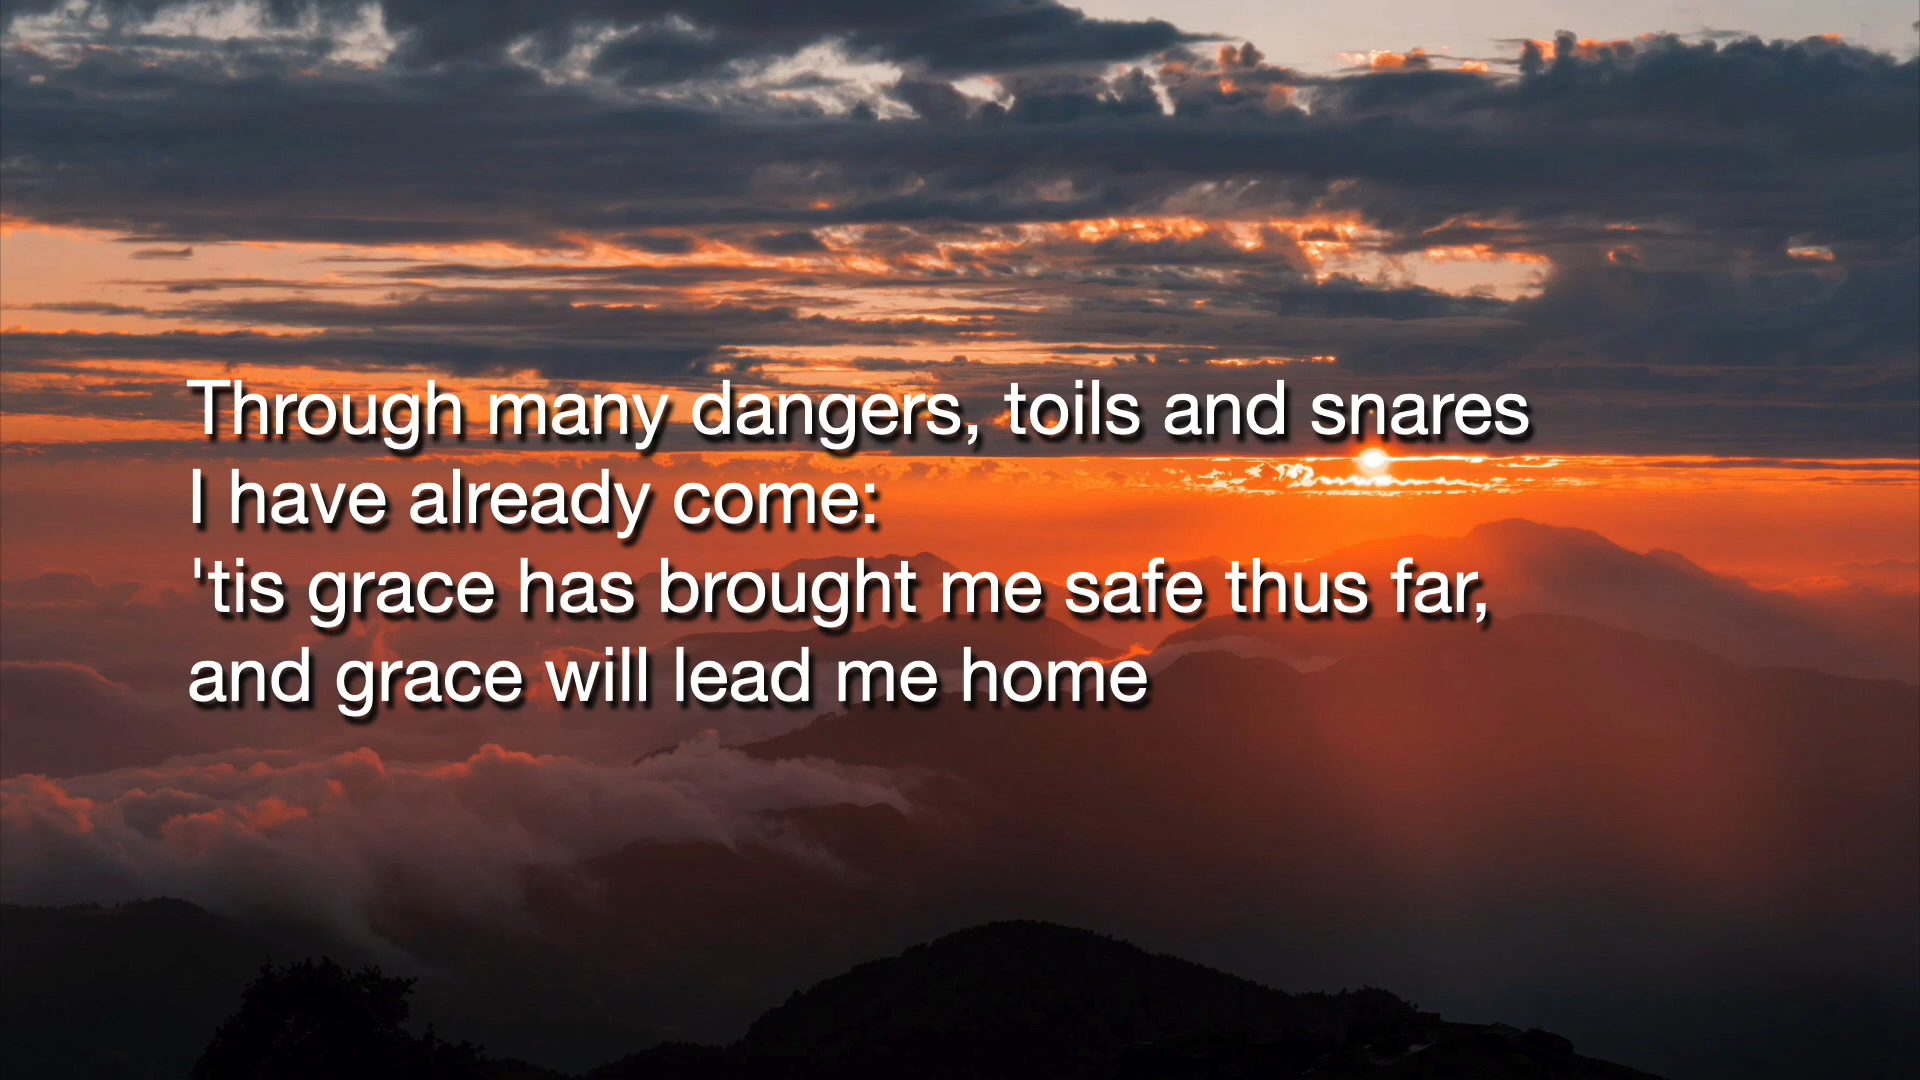 Through many dangers, toils and snares
I have already come:
'tis grace has brought me safe thus far,
and grace will lead me home